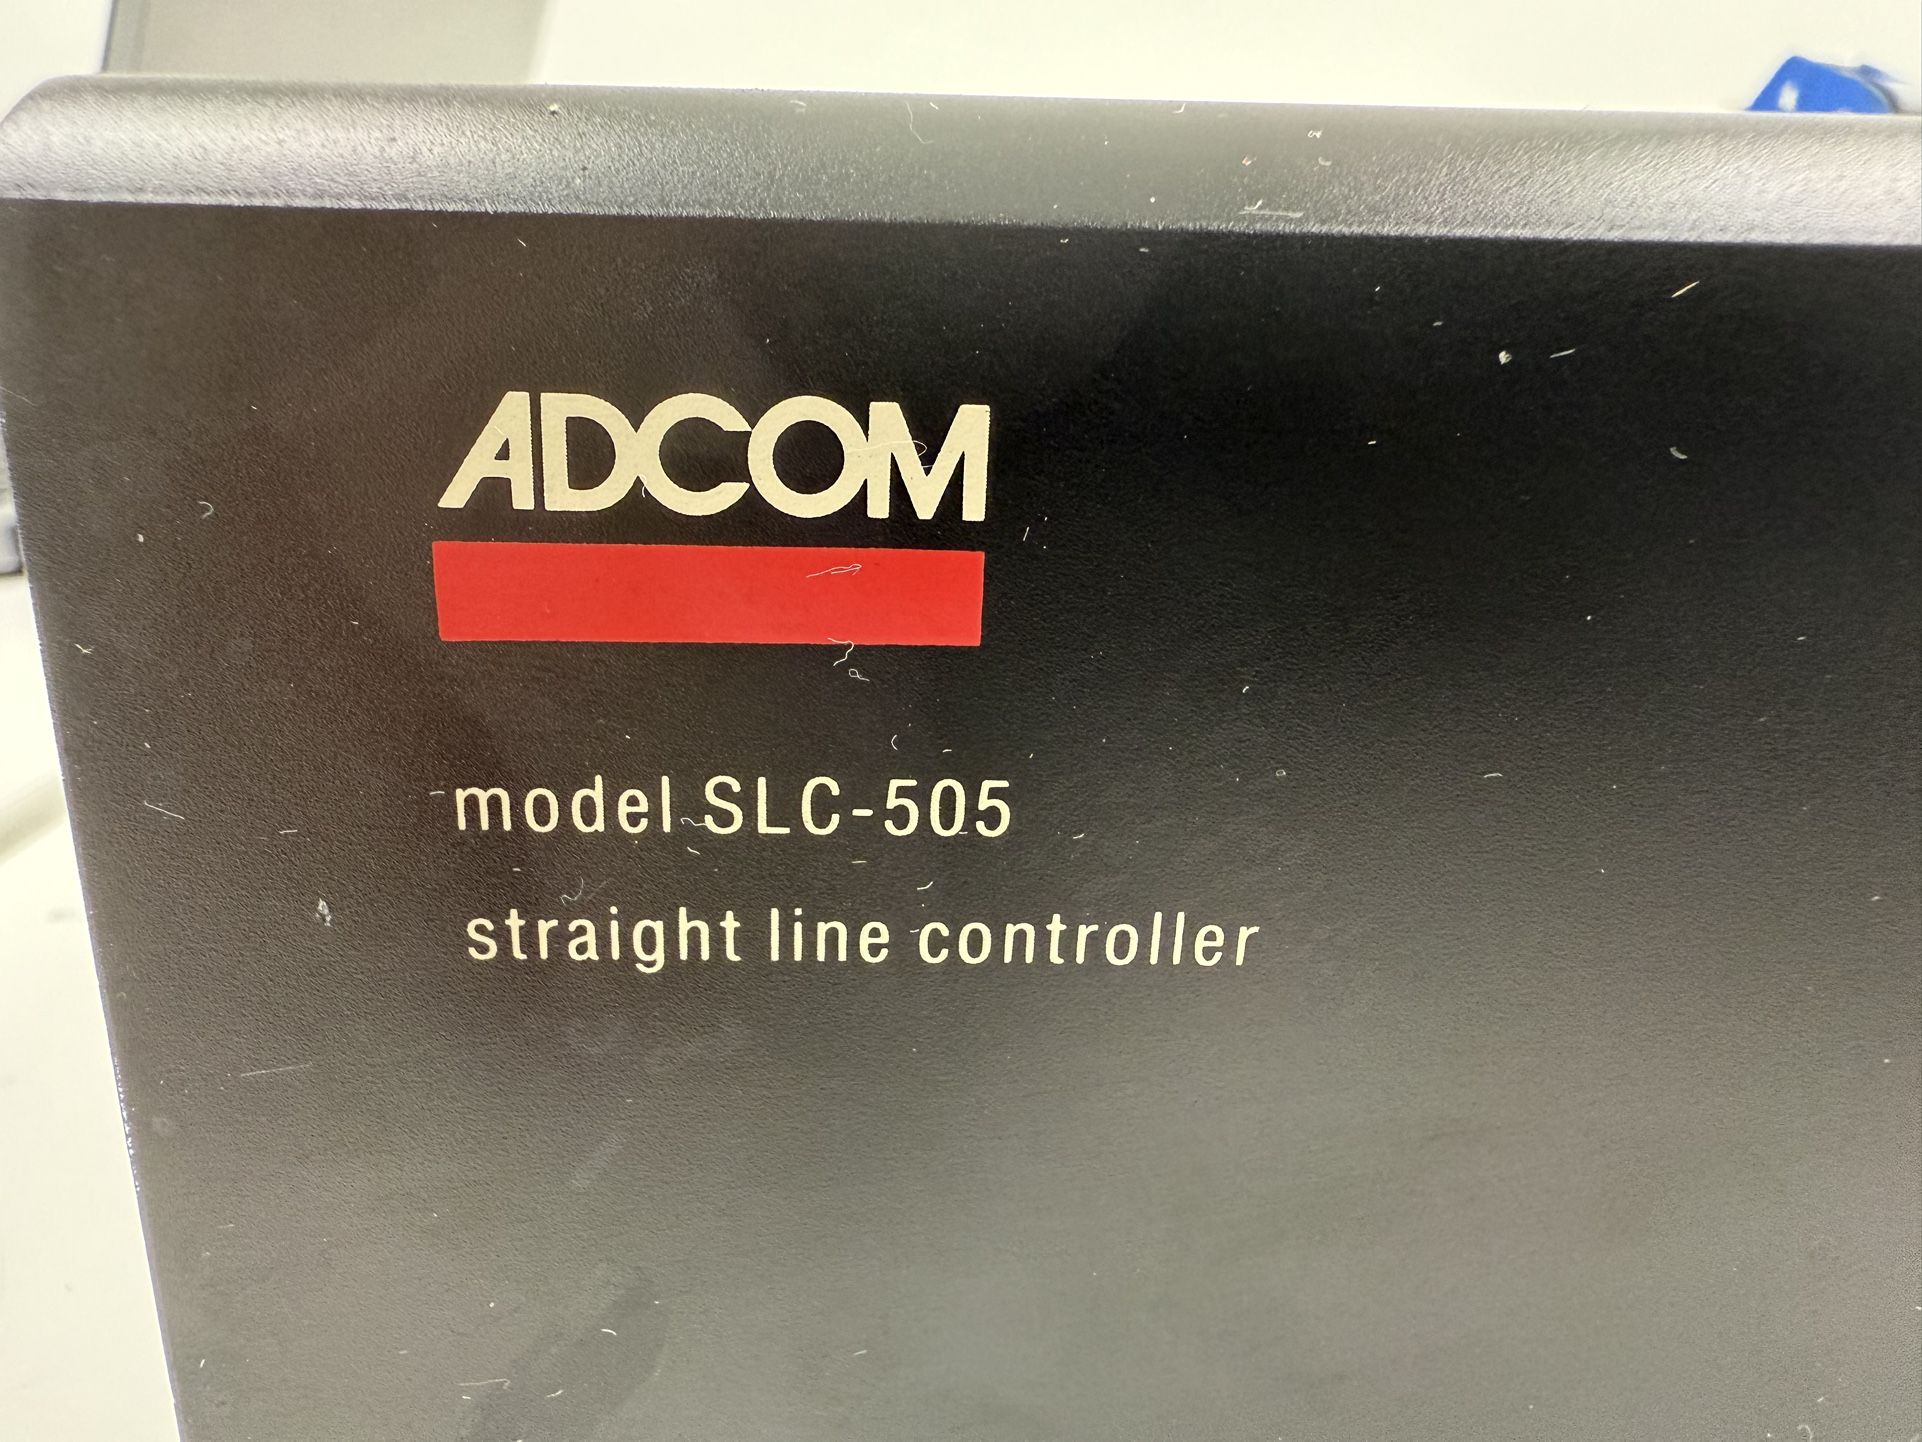 ADCOM
model SLC-505
straight line controller